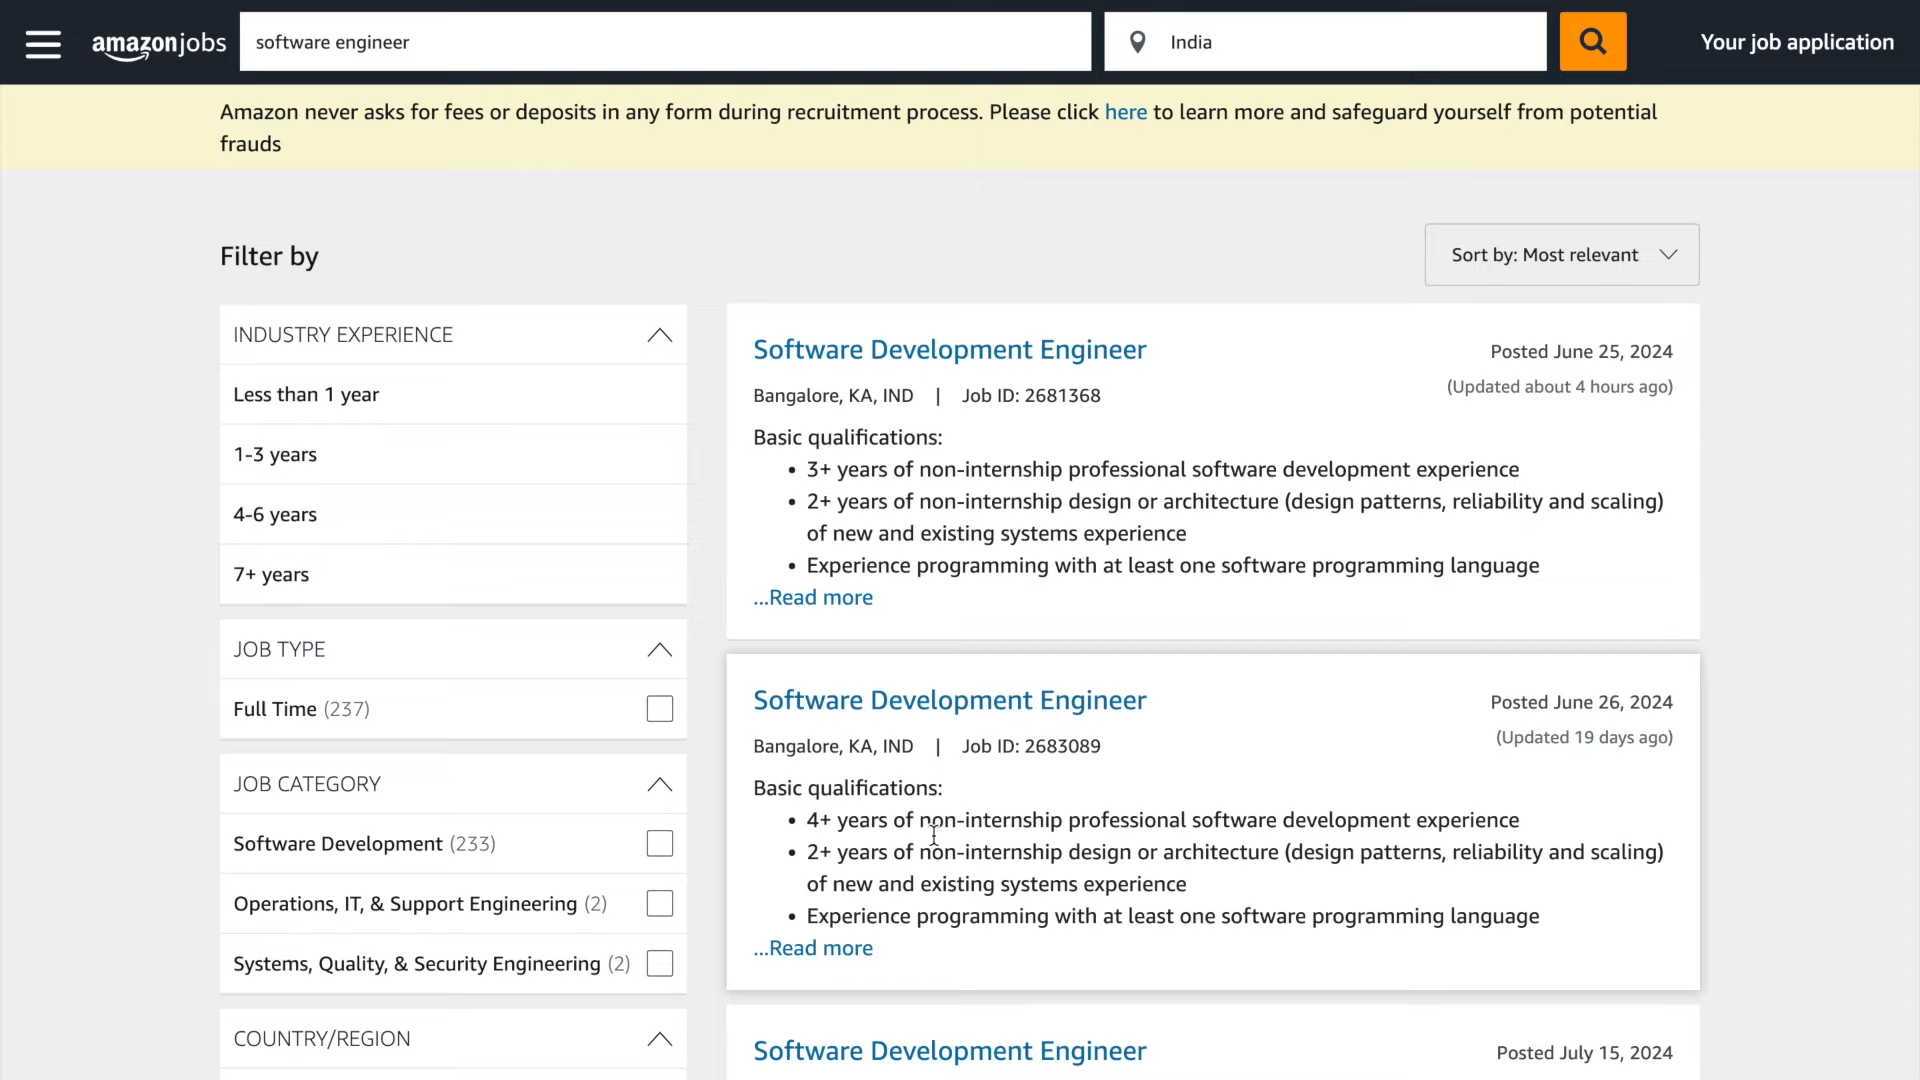 amazonjobs
software engineer
India
Your job application
Amazon never asks for fees or deposits in any form during recruitment process. Please click here to learn more and safeguard yourself from potential
frauds
Filter by
Sort by: Most relevant
INDUSTRY EXPERIENCE
Less than 1 year
1-3 years
4-6 years
7+ years
JOB TYPE
Full Time (237)
JOB CATEGORY
Software Development (233)
Operations, IT, & Support Engineering (2)
Systems, Quality, & Security Engineering (2)
COUNTRY/REGION
Software Development Engineer
Posted June 25, 2024
Bangalore, KA, IND | Job ID: 2681368
(Updated about 4 hours ago)
Basic qualifications:
• 3+ years of non-internship professional software development experience
• 2+ years of non-internship design or architecture (design patterns, reliability and scaling)
of new and existing systems experience
• Experience programming with at least one software programming language
...Read more
Software Development Engineer
Posted June 26, 2024
Bangalore, KA, IND | Job ID: 2683089
(Updated 19 days ago)
Basic qualifications:
• 4+ years of non-internship professional software development experience
• 2+ years of non-internship design or architecture (design patterns, reliability and scaling)
of new and existing systems experience
• Experience programming with at least one software programming language
...Read more
Software Development Engineer
Posted July 15, 2024